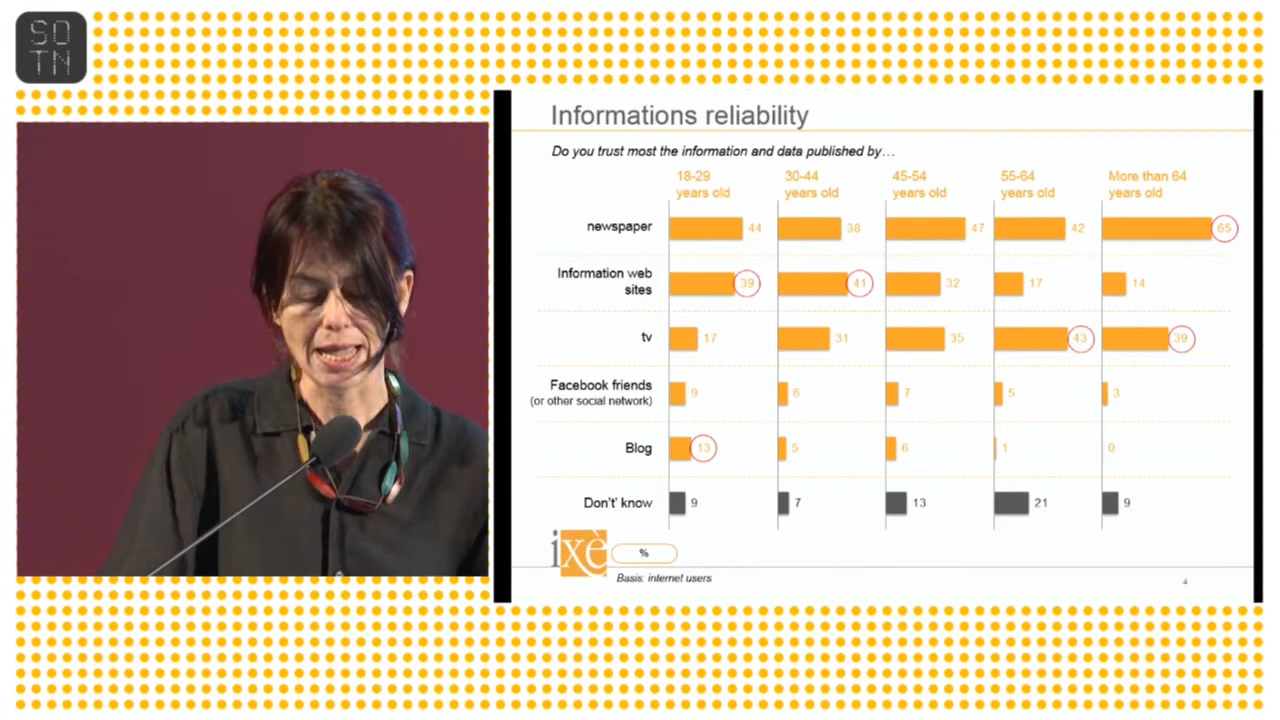 SD
TN
Informations reliability
Do you trust most the information and data published by…
18-29
years old
30-44
years old
45-54
years old
55-64
years old
More than 64
years old
newspaper 44 38 47 42 65
Information web
sites 39 41 32 17 14
tv 17 31 35 43 39
Facebook friends
(or other social network) 9 6 7 5 3
Blog 13 5 6 1 0
Don't' know 9 7 13 21 9
ixè %
Basis: internet users
4